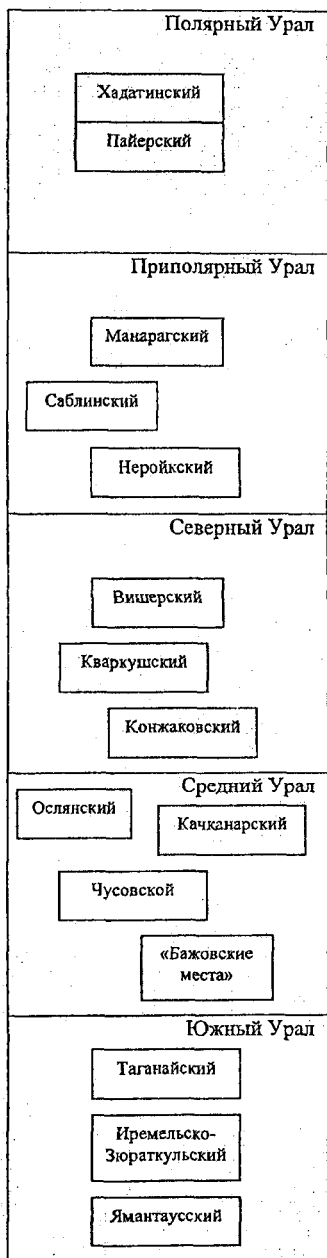 Полярный Урал
Хадатинский
Пайерский
Приполярный Урал
Манарагский
Саблинский
Неройкский
Северный Урал
Вишерский
Кваркушский
Конжаковский
Средний Урал
Ослянский
Качканарский
Чусовской
«Бажовские
места»
Южный Урал
Таганайский
Иремельско-
Зюраткульский
Ямантаусский